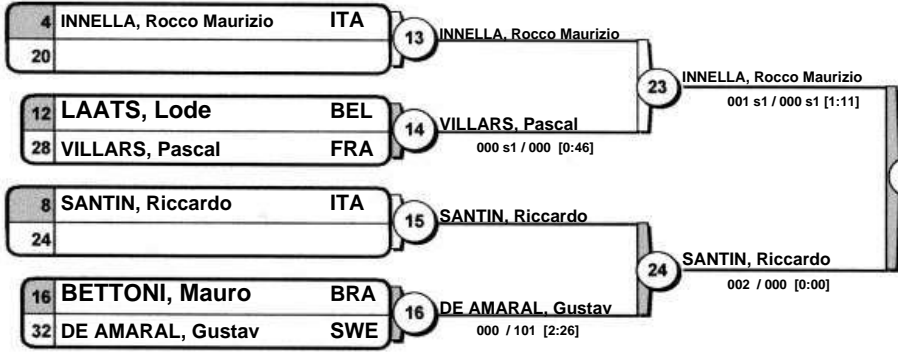 4 INNELLA, Rocco Maurizio ITA
20
13 INNELLA, Rocco Maurizio
12 LAATS, Lode BEL
28 VILLARS, Pascal FRA
14 VILLARS, Pascal
000 s1 / 000 [0:46]
23 INNELLA, Rocco Maurizio
001 s1 / 000 s1 [1:11]
8 SANTIN, Riccardo ITA
24
15 SANTIN, Riccardo
16 BETTONI, Mauro BRA
32 DE AMARAL, Gustav SWE
16 DE AMARAL, Gustav
000 / 101 [2:26]
24 SANTIN, Riccardo
002 / 000 [0:00]